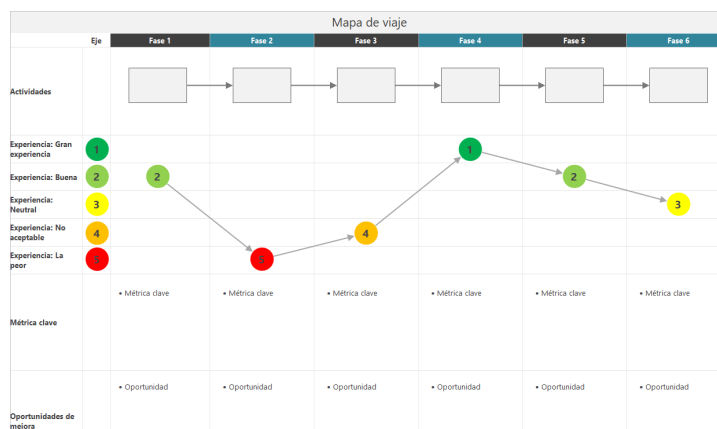 Mapa de viaje
Eje Fase 1 Fase 2 Fase 3 Fase 4 Fase 5 Fase 6
Actividades
Experiencia: Gran
experiencia
1 1
Experiencia: Buena 2 2 2
Experiencia:
Neutral
3 3
Experiencia: No
aceptable
4 4
Experiencia: La
peor
5 5
• Métrica clave • Métrica clave • Métrica clave • Métrica clave • Métrica clave • Métrica clave
Métrica clave
• Oportunidad • Oportunidad • Oportunidad • Oportunidad • Oportunidad • Oportunidad
Oportunidades de
mejora